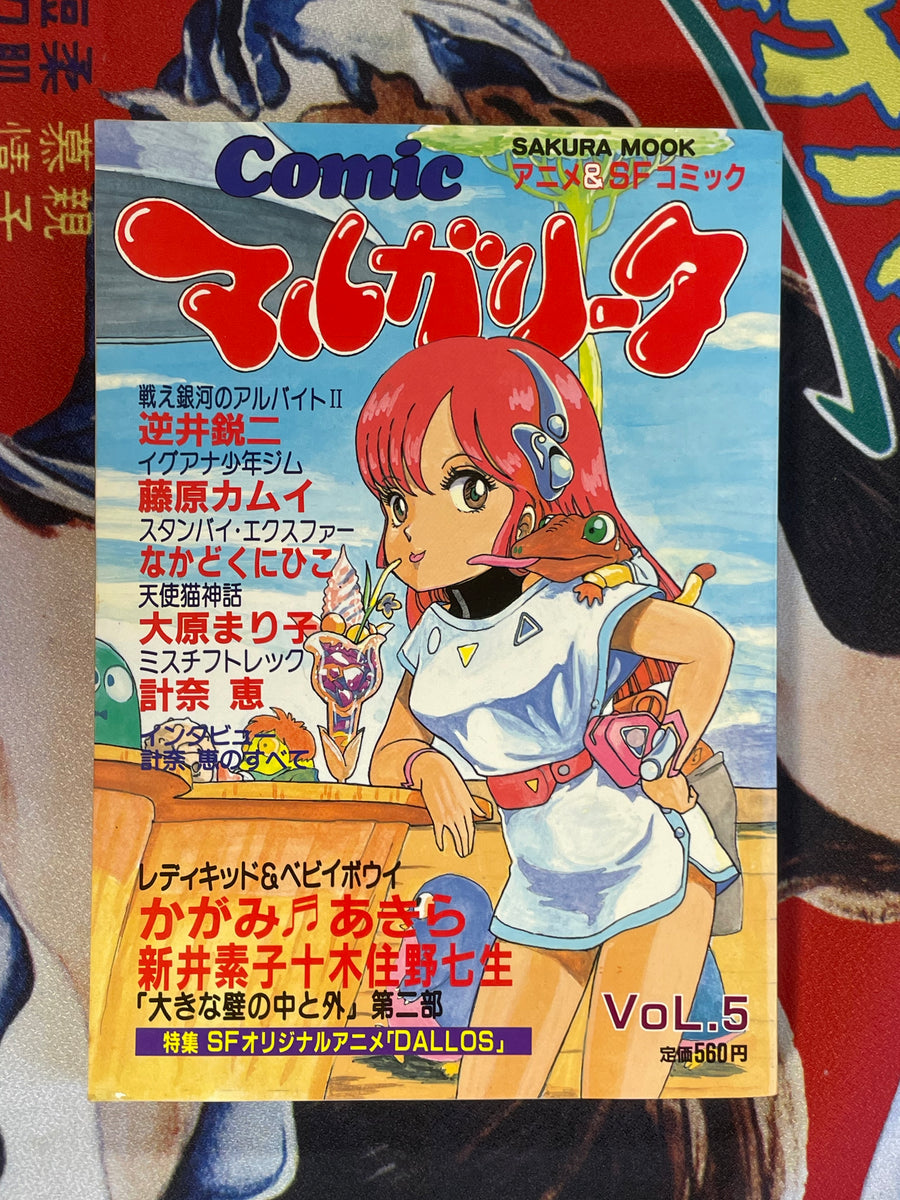 Comic
SAKURA MOOK
アニメ&SFコミック
マルガリータ
戦え銀河のアルバイトⅡ
逆井鋭二
イグアナ少年ジム
藤原カムイ
スタンバイ・エクスファー
なかどくにひこ
天使猫神話
大原まり子
ミスチフトレック
計奈 恵
インタビュー
計奈 恵のすべて
レディキッド&ベビイボウイ
かがみ♬あきら
新井素子十木住野七生
「大きな壁の中と外」第二部
特集 SFオリジナルアニメ「DALLOS」
VoL.5
定価560円